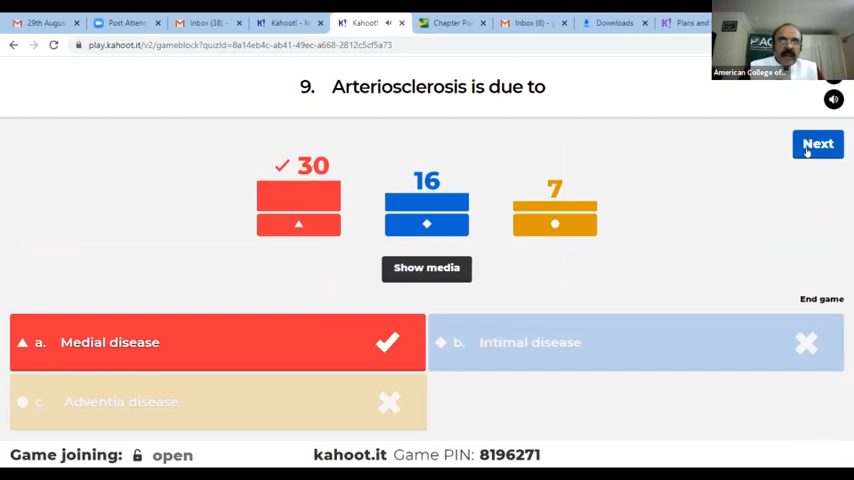 29th August
Post Attend
Inbox (38) -
Kahoot! - M
Kahoot!
Chapter Po
Inbox (8) -
Downloads
Plans and
play.kahoot.it/v2/gameblock?quizId=8a14eb4c-ab41-49ec-a668-2812c5cf5a73
American College of...
9. Arteriosclerosis is due to
Next
30
16
7
Show media
End game
a. Medial disease
b. Intimal disease
c Adventia disease
Game joining: open
kahoot.it Game PIN: 8196271